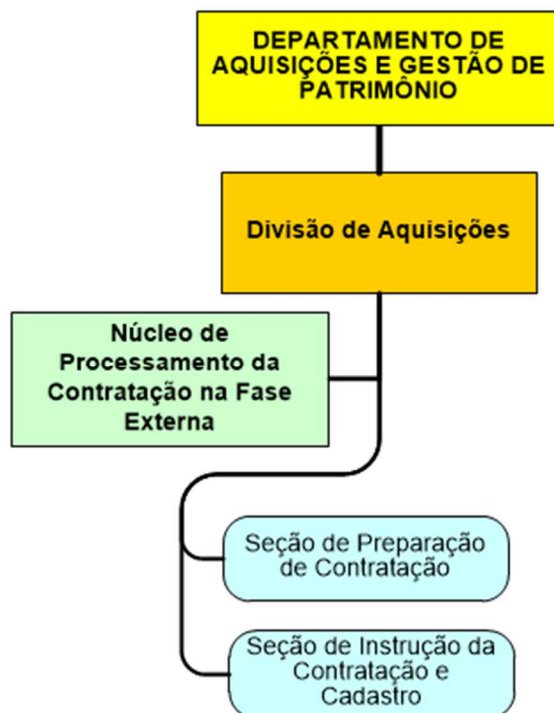 DEPARTAMENTO DE
AQUISIÇÕES E GESTÃO DE
PATRIMÔNIO
Divisão de Aquisições
Núcleo de
Processamento da
Contratação na Fase
Externa
Seção de Preparação
de Contratação
Seção de Instrução da
Contratação e
Cadastro